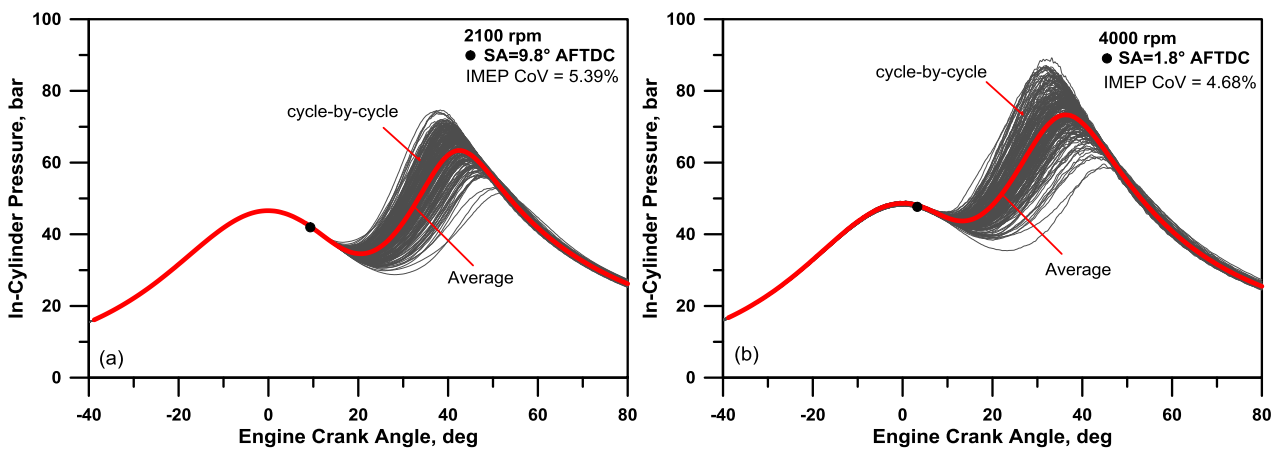 100
80
60
40
20
0
In-Cylinder Pressure, bar
2100 rpm
SA=9.8° AFTDC
IMEP CoV = 5.39%
cycle-by-cycle
Average
(a)
-40
-20
0
20
40
60
80
Engine Crank Angle, deg
100
80
60
40
20
0
In-Cylinder Pressure, bar
4000 rpm
SA=1.8° AFTDC
IMEP CoV = 4.68%
cycle-by-cycle
Average
(b)
-40
-20
0
20
40
60
80
Engine Crank Angle, deg